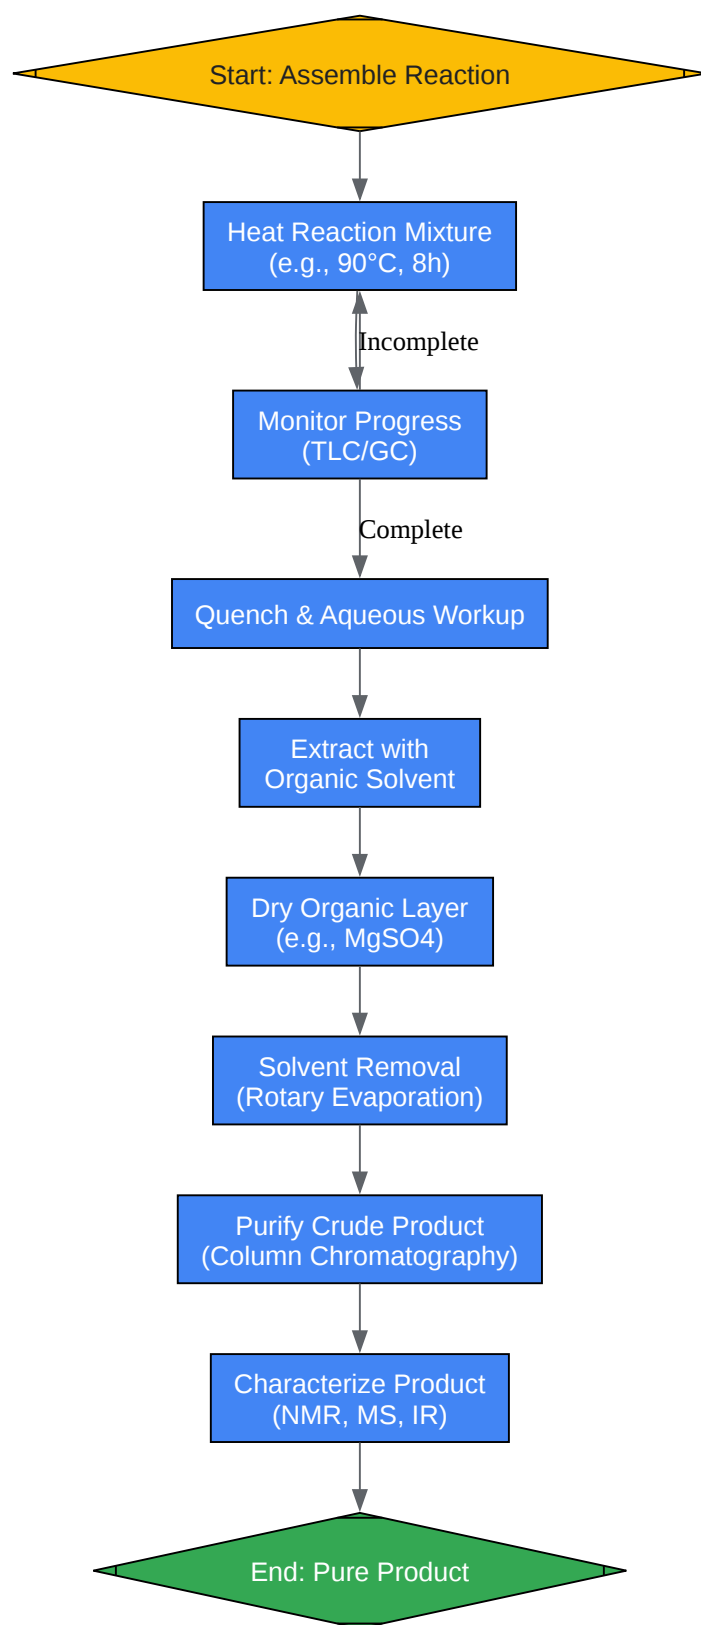 Start: Assemble Reaction
Heat Reaction Mixture
(e.g., 90°C, 8h)
Incomplete
Monitor Progress
(TLC/GC)
Complete
Quench & Aqueous Workup
Extract with
Organic Solvent
Dry Organic Layer
(e.g., MgSO4)
Solvent Removal
(Rotary Evaporation)
Purify Crude Product
(Column Chromatography)
Characterize Product
(NMR, MS, IR)
End: Pure Product